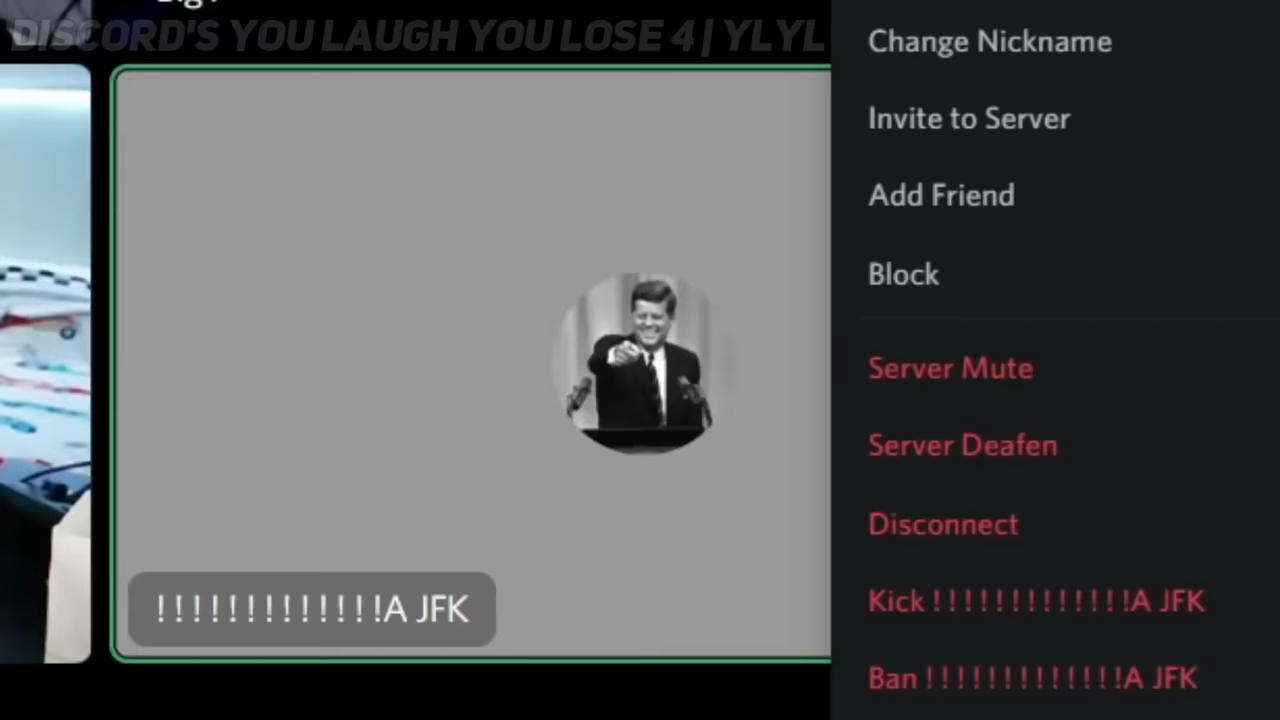 DISCORD'S YOU LAUGH YOU LOSE 4 | YLYL
Change Nickname
Invite to Server
Add Friend
Block
Server Mute
Server Deafen
Disconnect
Kick !!!!!!!!!!!!!A JFK
Ban !!!!!!!!!!!!!A JFK
!!!!!!!!!!!!!A JFK